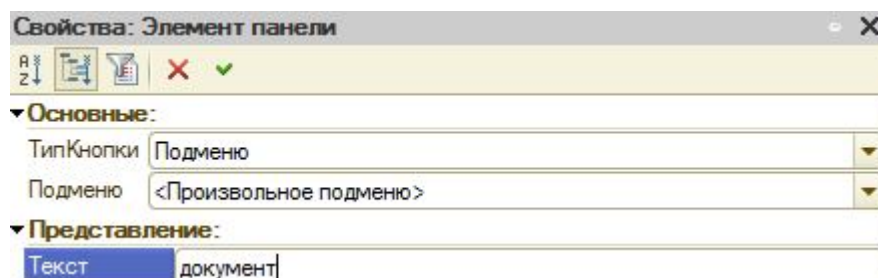 Свойства: Элемент панели
Основные:
ТипКнопки Подменю
Подменю <Произвольное подменю>
Представление:
Текст документ